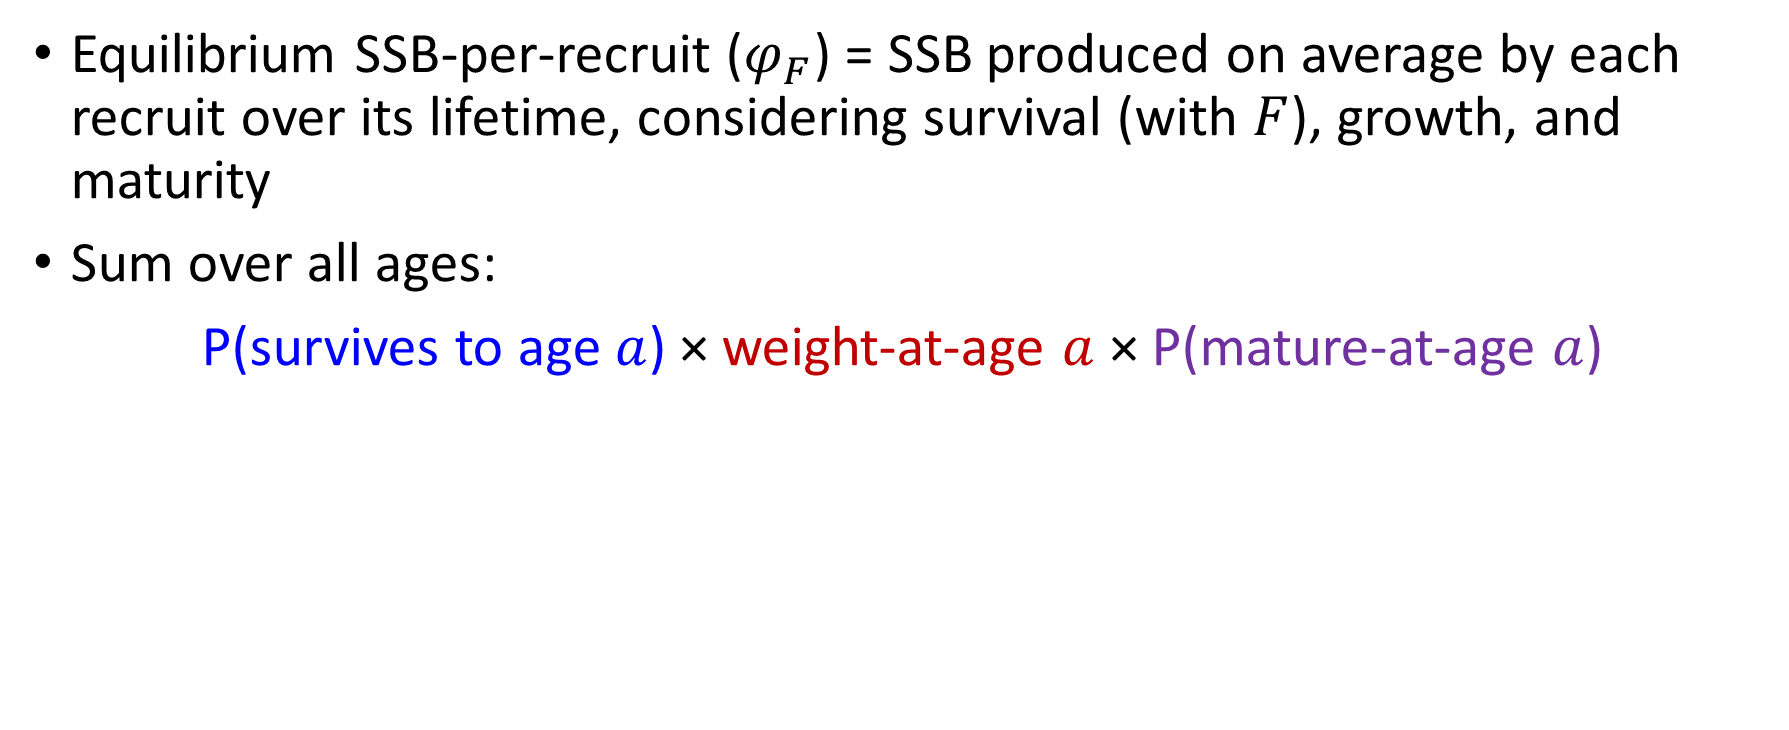 • Equilibrium SSB-per-recruit (φ_F) = SSB produced on average by each
recruit over its lifetime, considering survival (with F), growth, and
maturity
• Sum over all ages:
P(survives to age a) × weight-at-age a × P(mature-at-age a)